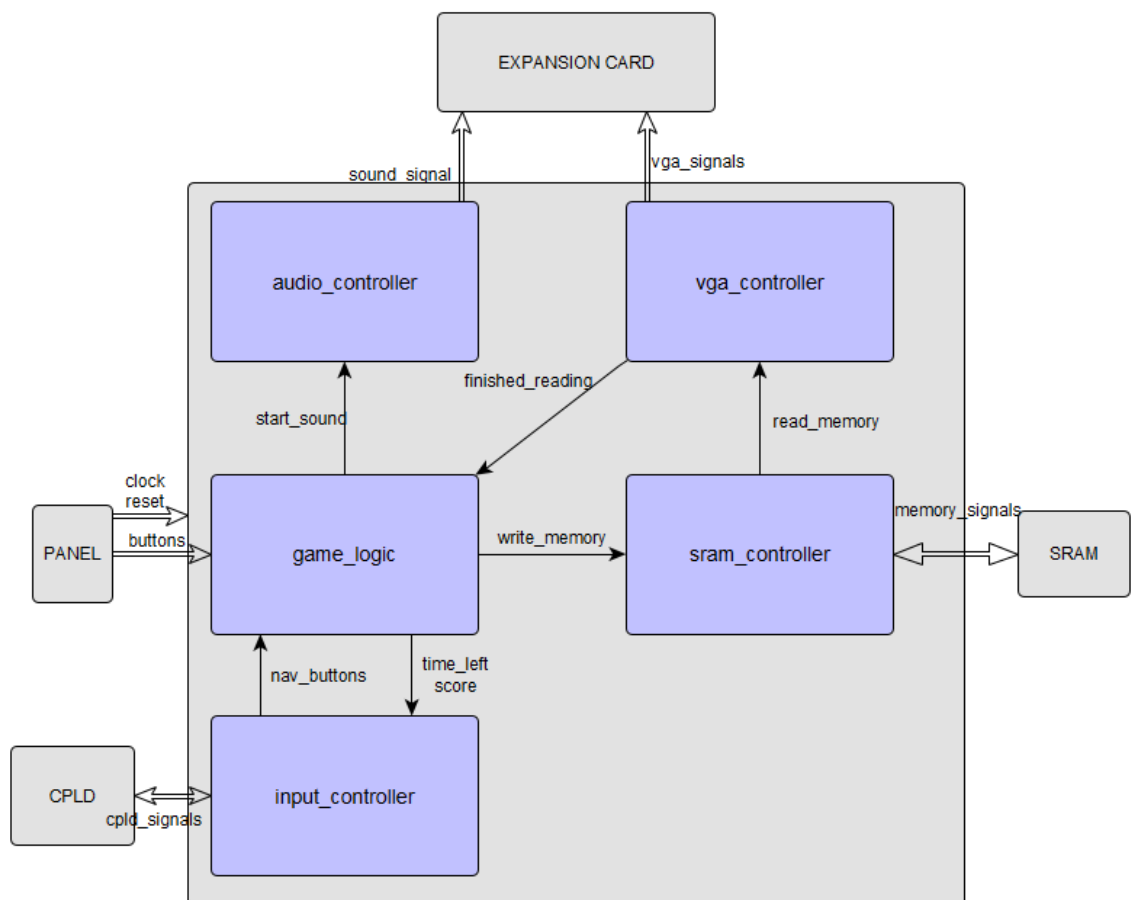 EXPANSION CARD
sound_signal
vga_signals
audio_controller
vga_controller
finished_reading
start_sound
read_memory
clock
reset
buttons
PANEL
game_logic
write_memory
sram_controller
memory_signals
SRAM
nav_buttons
time_left
score
CPLD
cpld_signals
input_controller